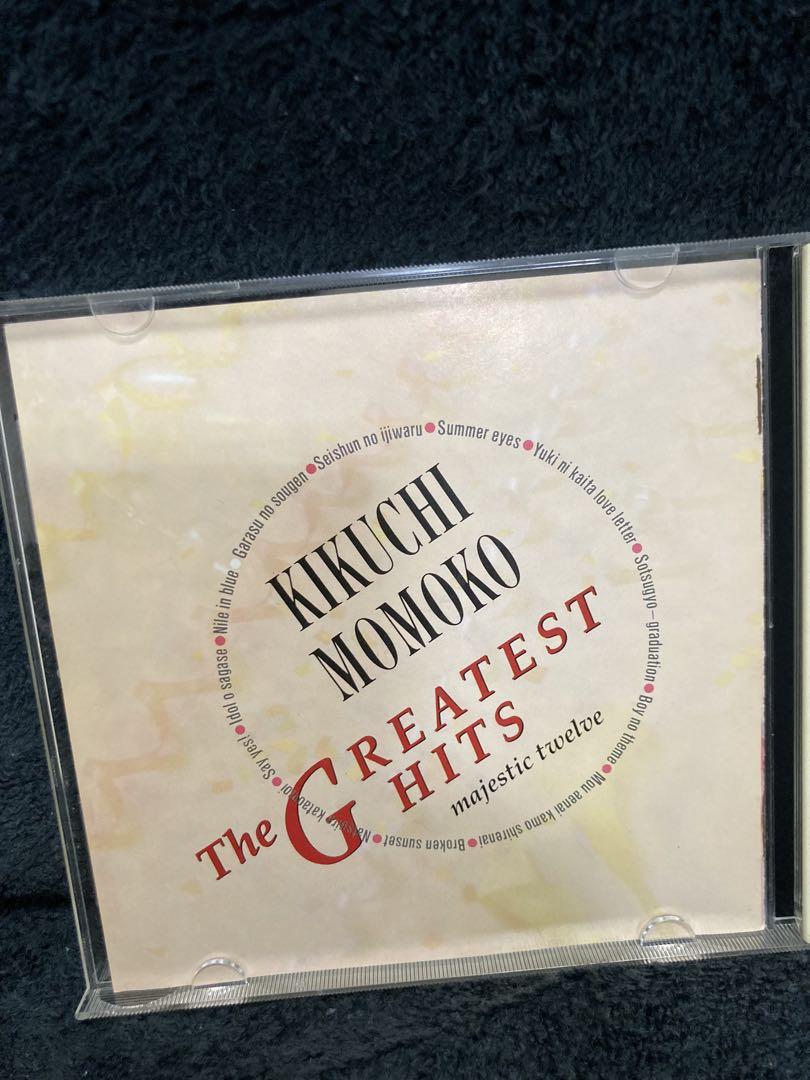 Garasu no sougen ● Seishun no ijiwaru ● Summer eyes ● Yuki ni kaita love letter ● Sotsugyo–graduation ● Boy no theme ● Mou aenai kamo shirenai ● Broken sunset ● Natsuiro kataomoi ● Say yes! ● Idol o sagase ● Nile in blue
KIKUCHI
MOMOKO
The GREATEST
HITS
majestic twelve